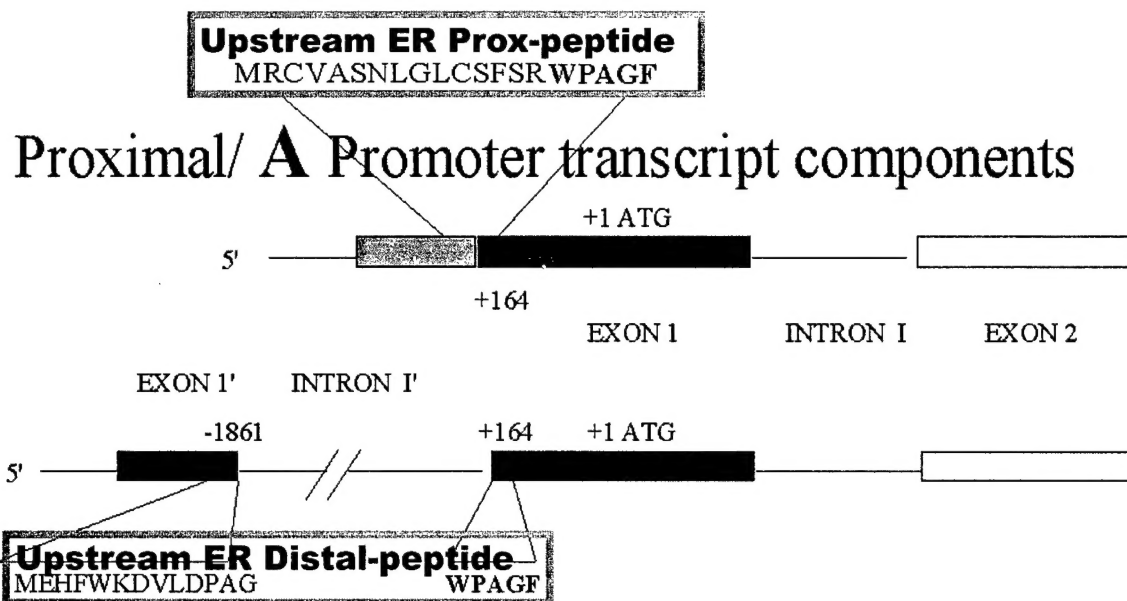 Upstream ER Prox-peptide
MRCVASNLGLCSFSRWPAGF
Proximal/ A Promoter transcript components
+1 ATG
5'
+164
EXON 1 INTRON I EXON 2
EXON 1' INTRON I'
-1861 +164 +1 ATG
5'
Upstream ER Distal-peptide
MEHFWKDVLDPAG WPAGF